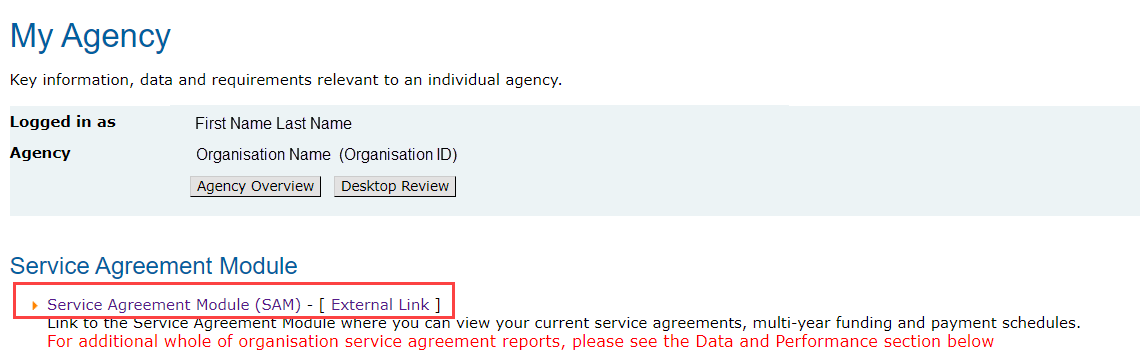 My Agency
Key information, data and requirements relevant to an individual agency.
Logged in as First Name Last Name
Agency Organisation Name (Organisation ID)
Agency Overview Desktop Review
Service Agreement Module
Service Agreement Module (SAM) - [ External Link ]
Link to the Service Agreement Module where you can view your current service agreements, multi-year funding and payment schedules.
For additional whole of organisation service agreement reports, please see the Data and Performance section below